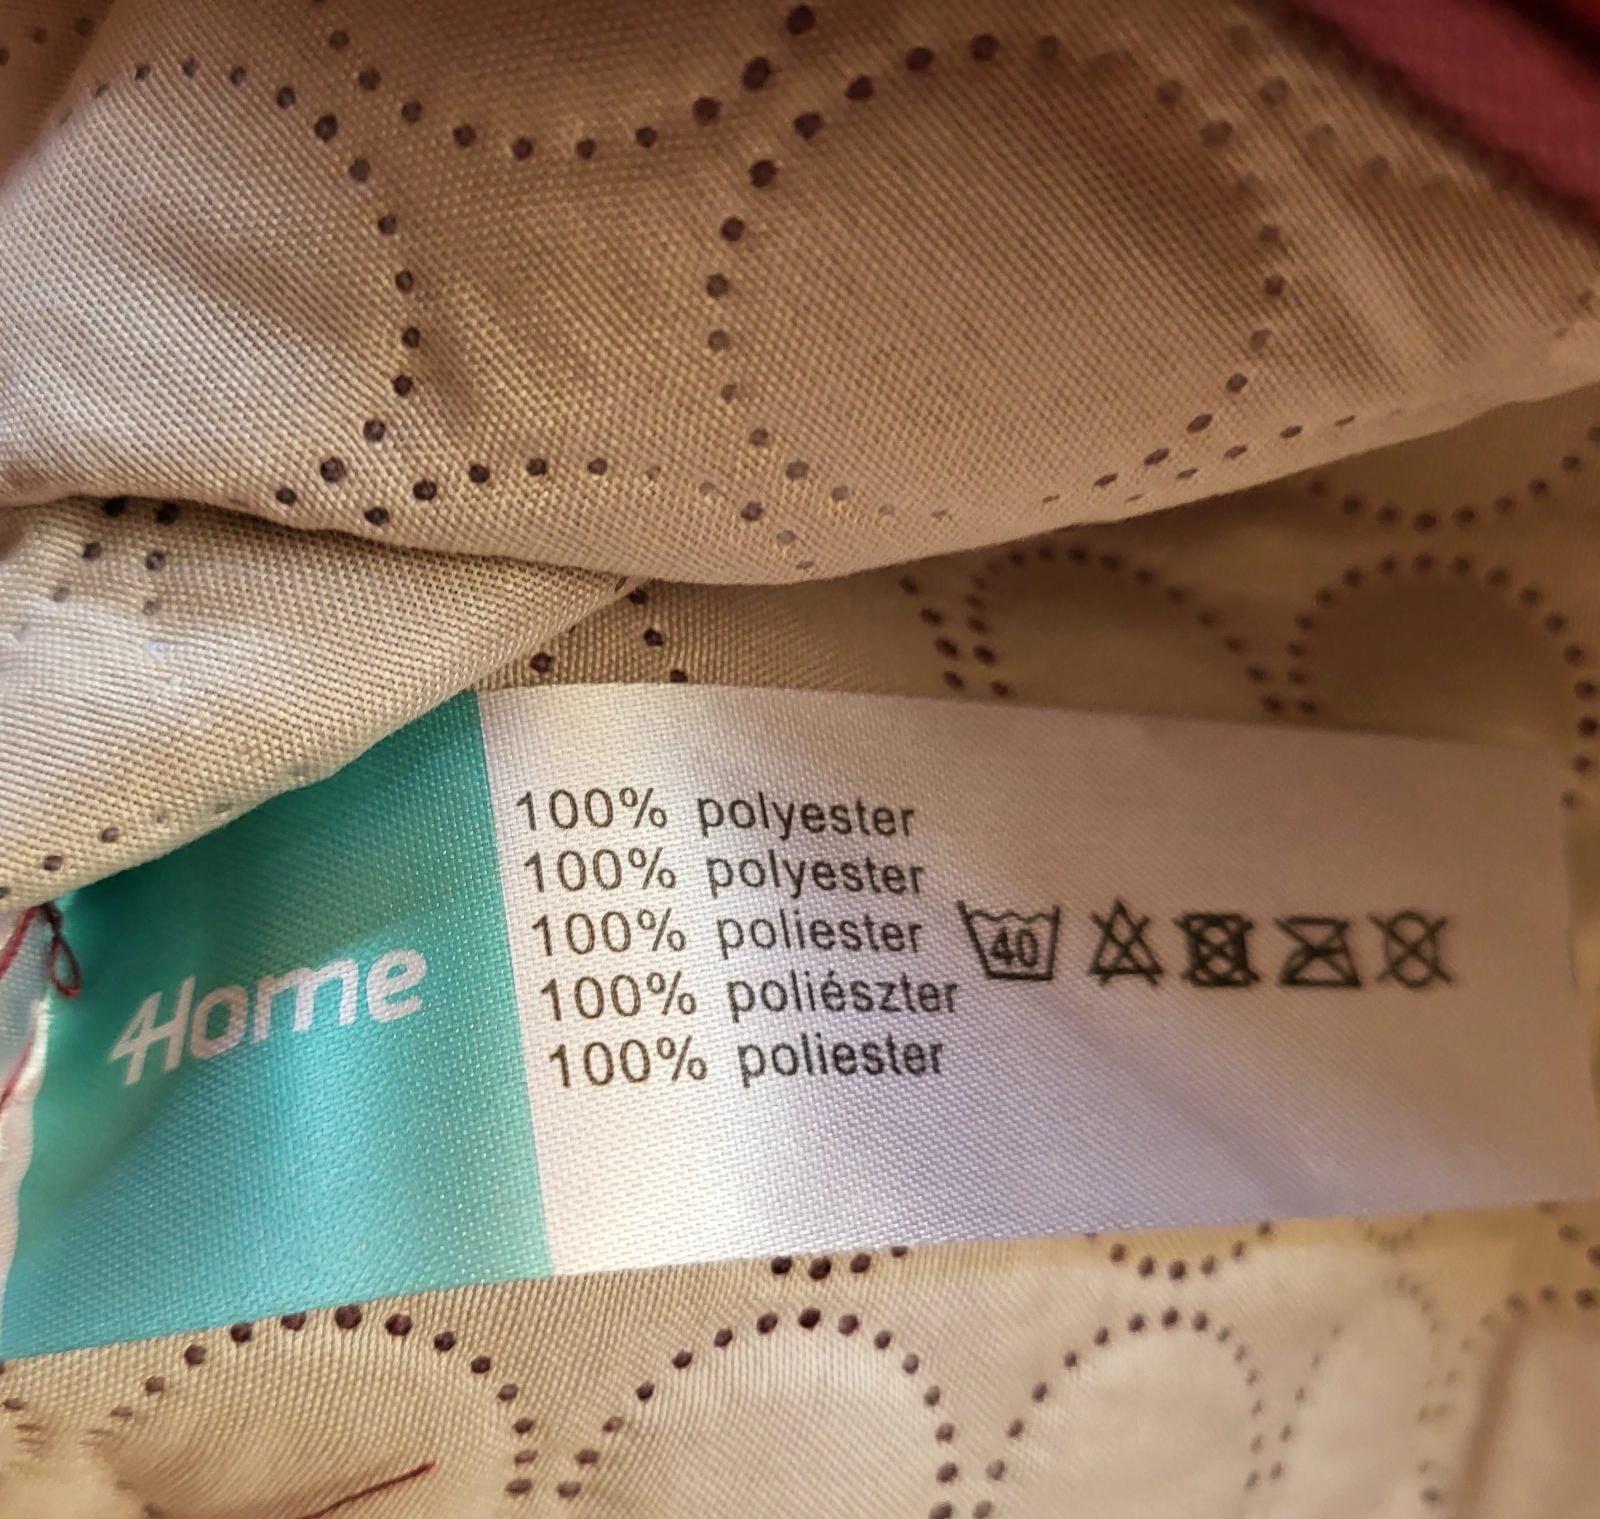 4Home
100% polyester
100% polyester
100% poliester
100% poliészter
100% poliester
40